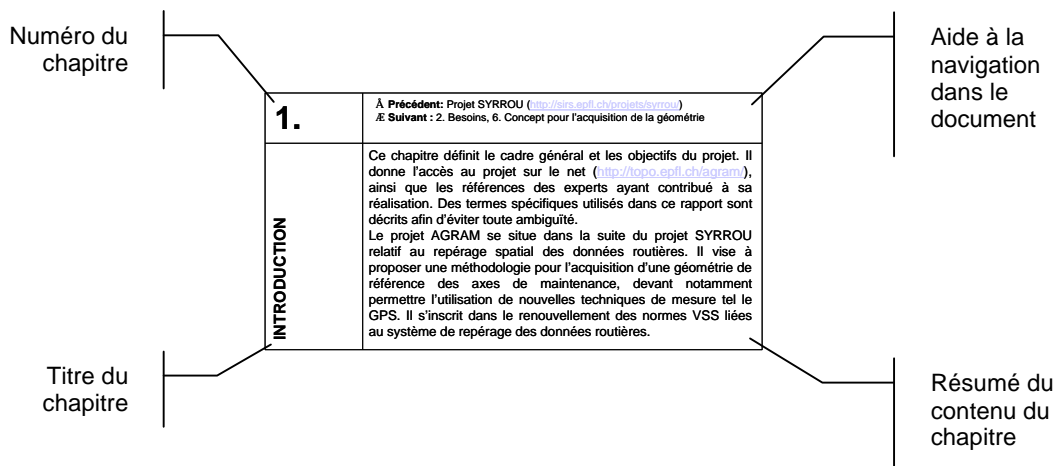 Numéro du
chapitre
Aide à la
navigation
dans le
document
1.
Å Précédent: Projet SYRROU (http://sirs.epfl.ch/projets/syrrou/)
Æ Suivant : 2. Besoins, 6. Concept pour l'acquisition de la géométrie
INTRODUCTION
Ce chapitre définit le cadre général et les objectifs du projet. Il
donne l'accès au projet sur le net (http://topo.epfl.ch/agram/),
ainsi que les références des experts ayant contribué à sa
réalisation. Des termes spécifiques utilisés dans ce rapport sont
décrits afin d'éviter toute ambiguïté.
Le projet AGRAM se situe dans la suite du projet SYRROU
relatif au repérage spatial des données routières. Il vise à
proposer une méthodologie pour l'acquisition d'une géométrie de
référence des axes de maintenance, devant notamment
permettre l'utilisation de nouvelles techniques de mesure tel le
GPS. Il s'inscrit dans le renouvellement des normes VSS liées
au système de repérage des données routières.
Titre du
chapitre
Résumé du
contenu du
chapitre